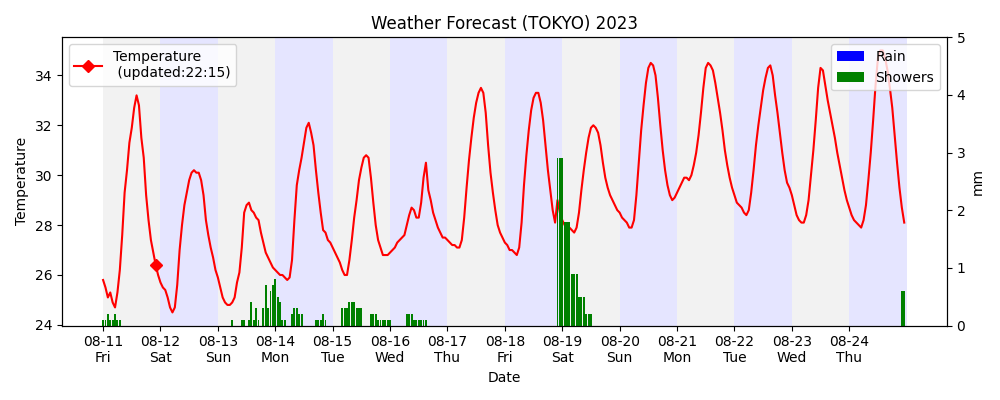 Weather Forecast (TOKYO) 2023
Temperature
(updated:22:15)
Rain
Showers
Temperature
34
32
30
28
26
24
5
4
3
2
1
0
mm
08-11 08-12 08-13 08-14 08-15 08-16 08-17 08-18 08-19 08-20 08-21 08-22 08-23 08-24
Fri Sat Sun Mon Tue Wed Thu Fri Sat Sun Mon Tue Wed Thu
Date